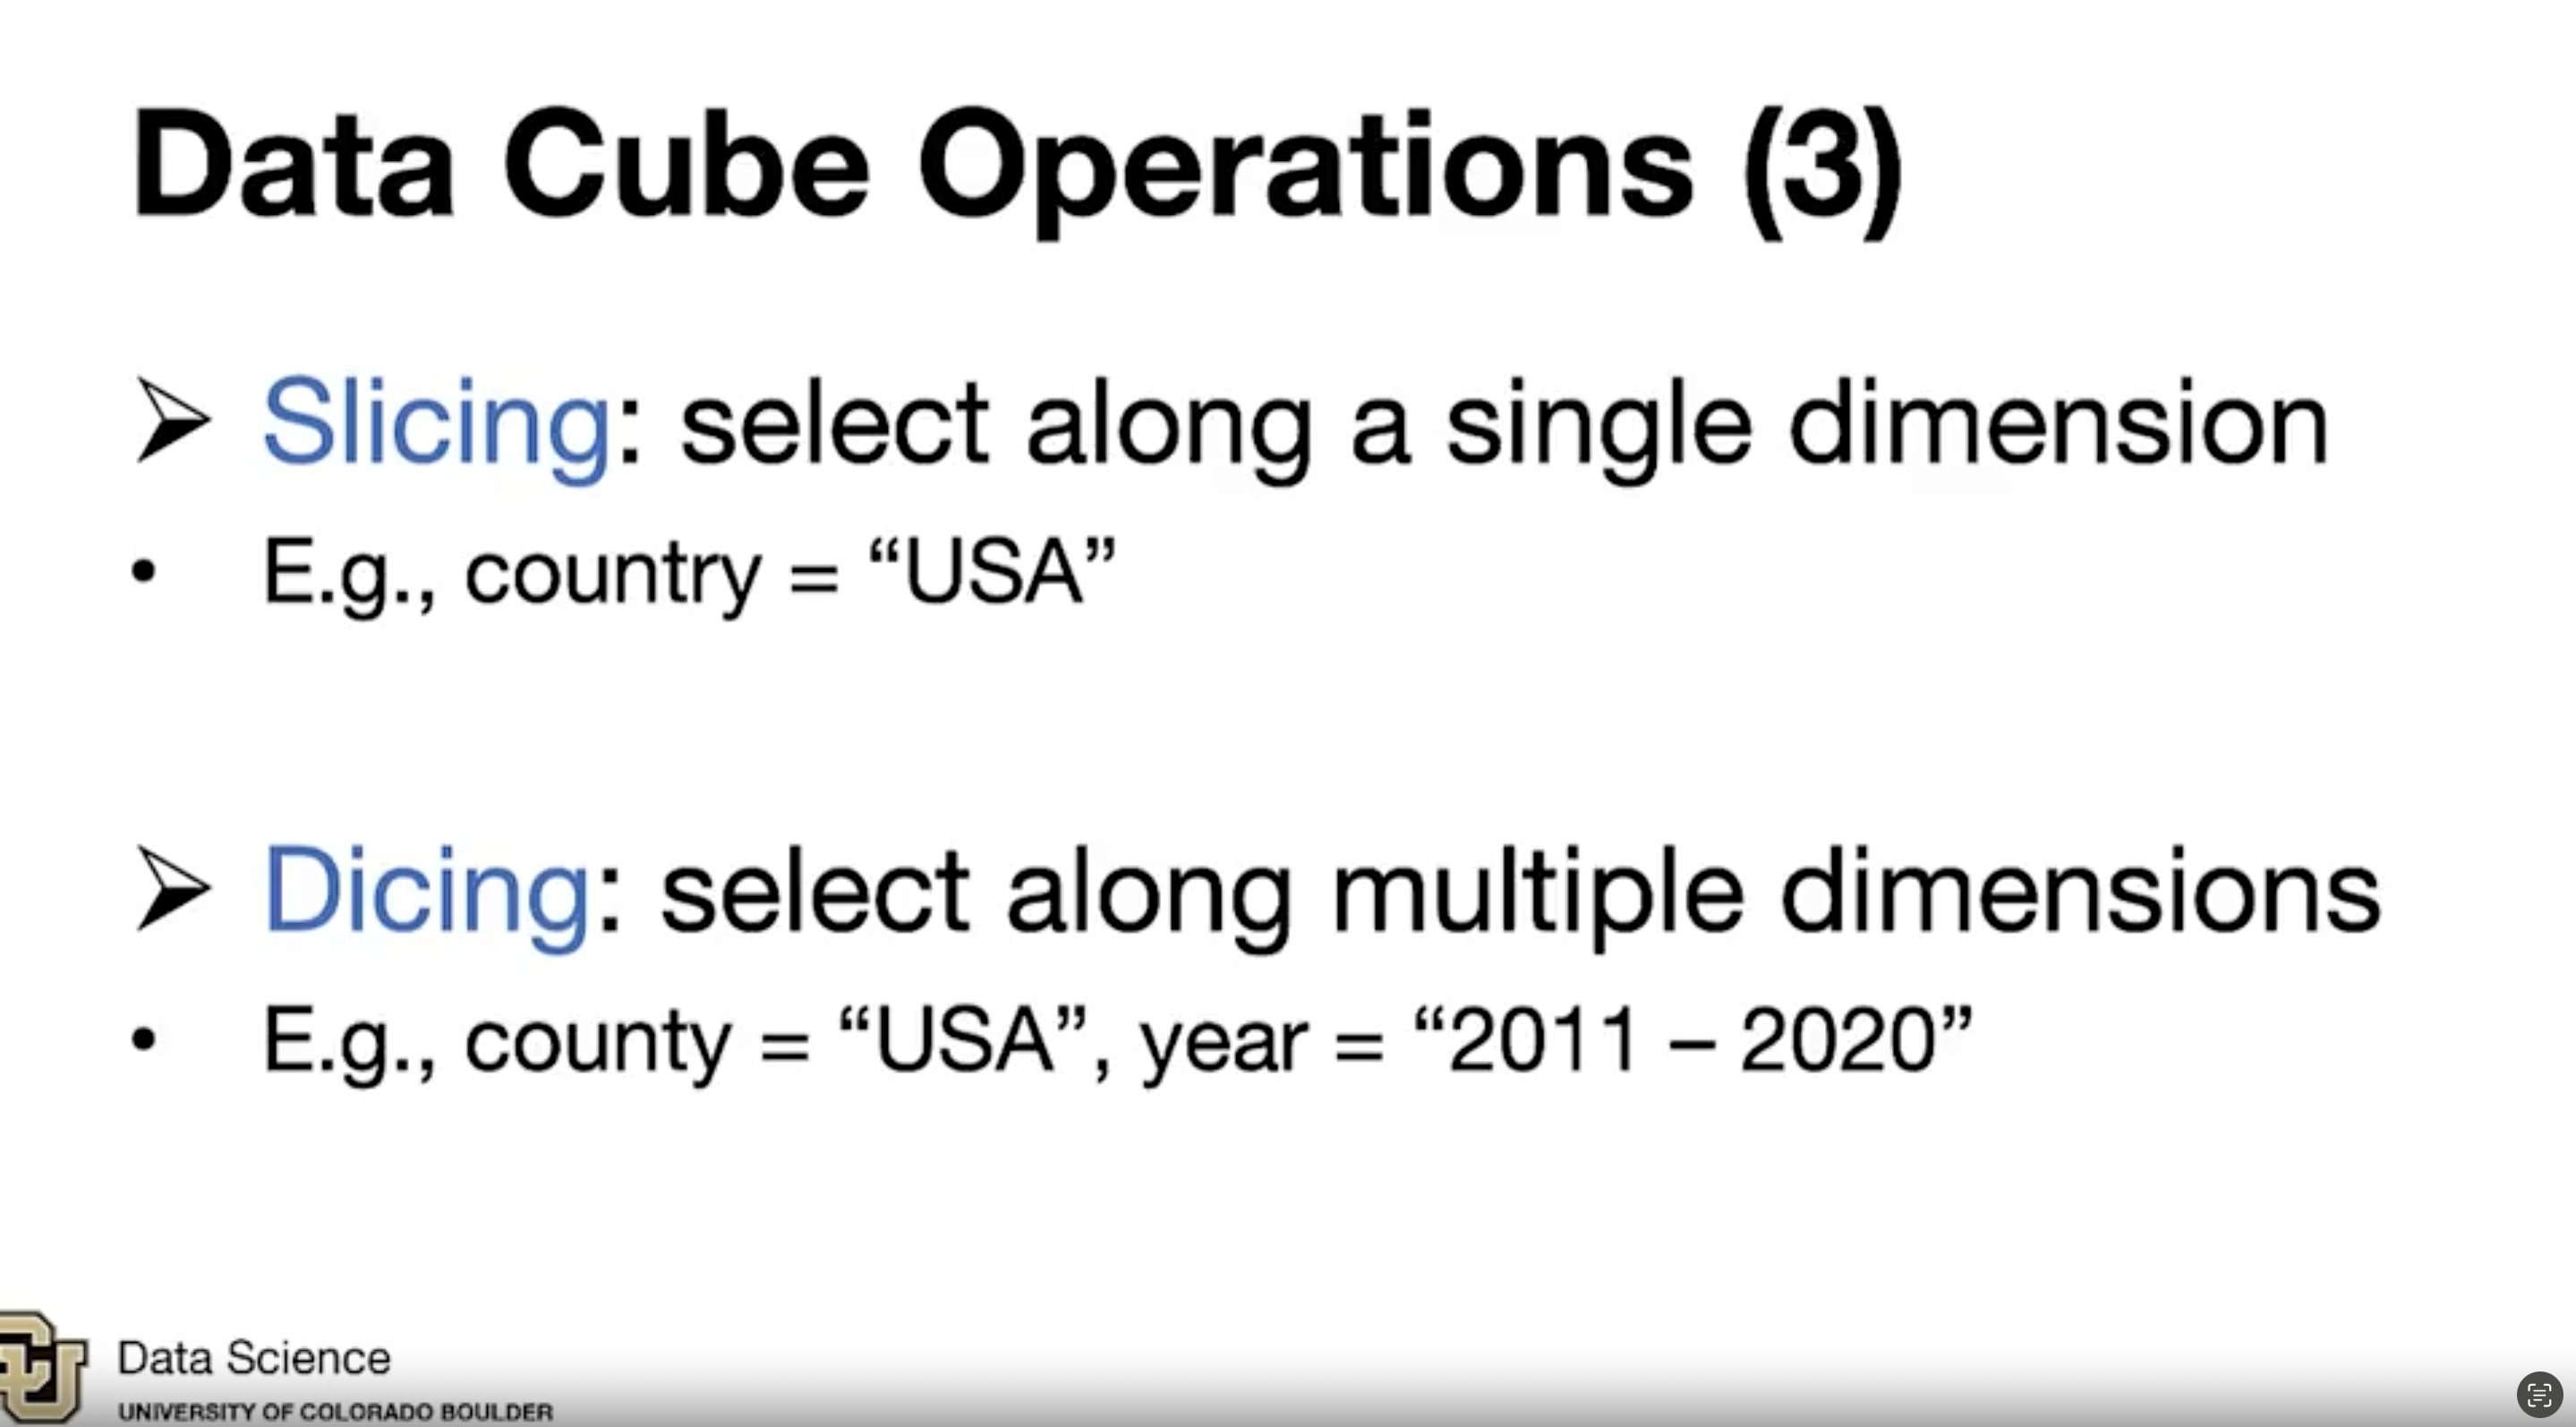 Data Cube Operations (3)
➢ Slicing: select along a single dimension
• E.g., country = “USA”
➢ Dicing: select along multiple dimensions
• E.g., county = “USA”, year = “2011 – 2020”
CU
Data Science
UNIVERSITY OF COLORADO BOULDER